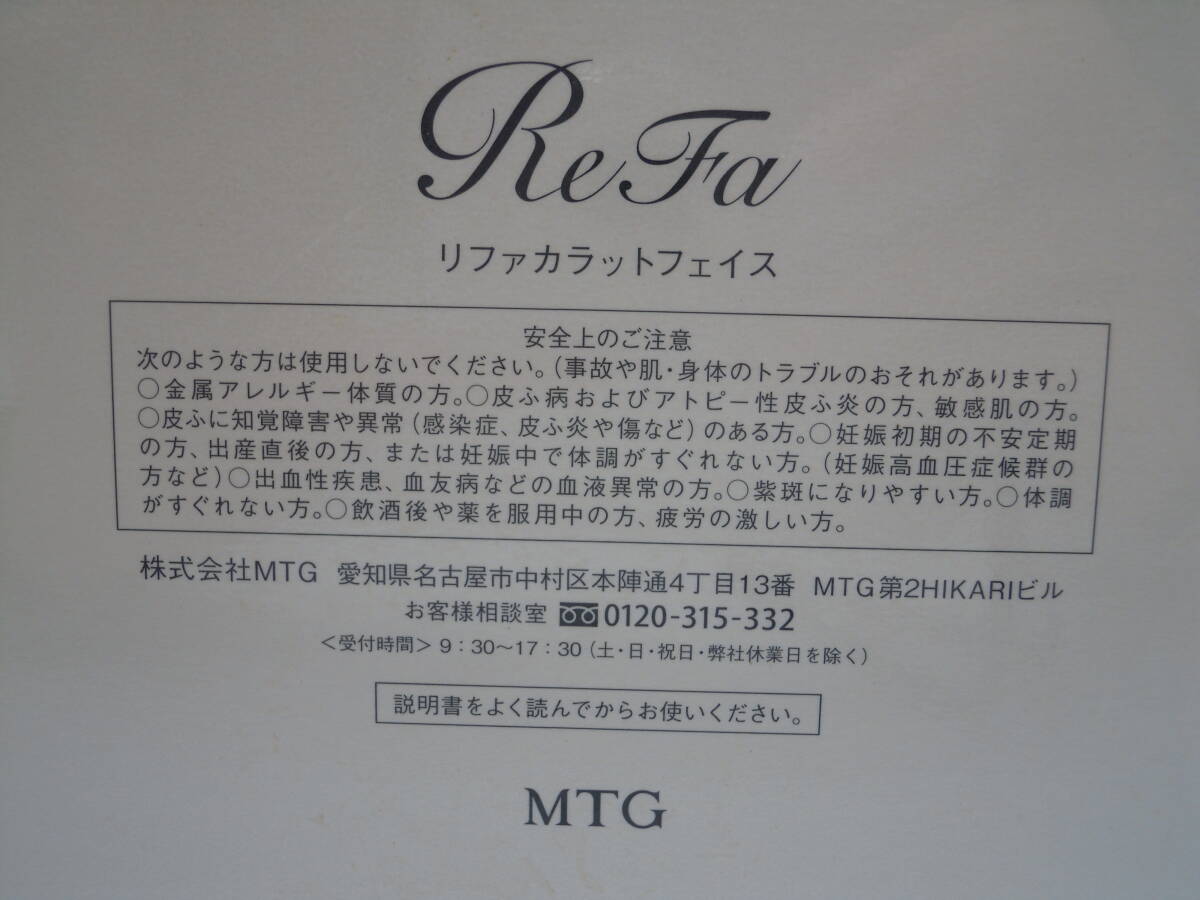 ReFa
リファカラットフェイス
安全上のご注意
次のような方は使用しないでください。(事故や肌・身体のトラブルのおそれがあります。)
○金属アレルギー体質の方。○皮ふ病およびアトピー性皮ふ炎の方、敏感肌の方。
○皮ふに知覚障害や異常(感染症、皮ふ炎や傷など)のある方。○妊娠初期の不安定期
の方、出産直後の方、または妊娠中で体調がすぐれない方。(妊娠高血圧症候群の
方など)○出血性疾患、血友病などの血液異常の方。○紫斑になりやすい方。○体調
がすぐれない方。○飲酒後や薬を服用中の方、疲労の激しい方。
株式会社MTG 愛知県名古屋市中村区本陣通4丁目13番 MTG第2HIKARIビル
お客様相談室 0120-315-332
<受付時間> 9:30〜17:30 (土・日・祝日・弊社休業日を除く)
説明書をよく読んでからお使いください。
MTG